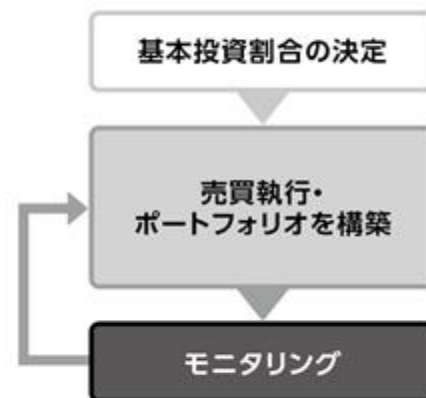 基本投資割合の決定
売買執行・
ポートフォリオを構築
モニタリング